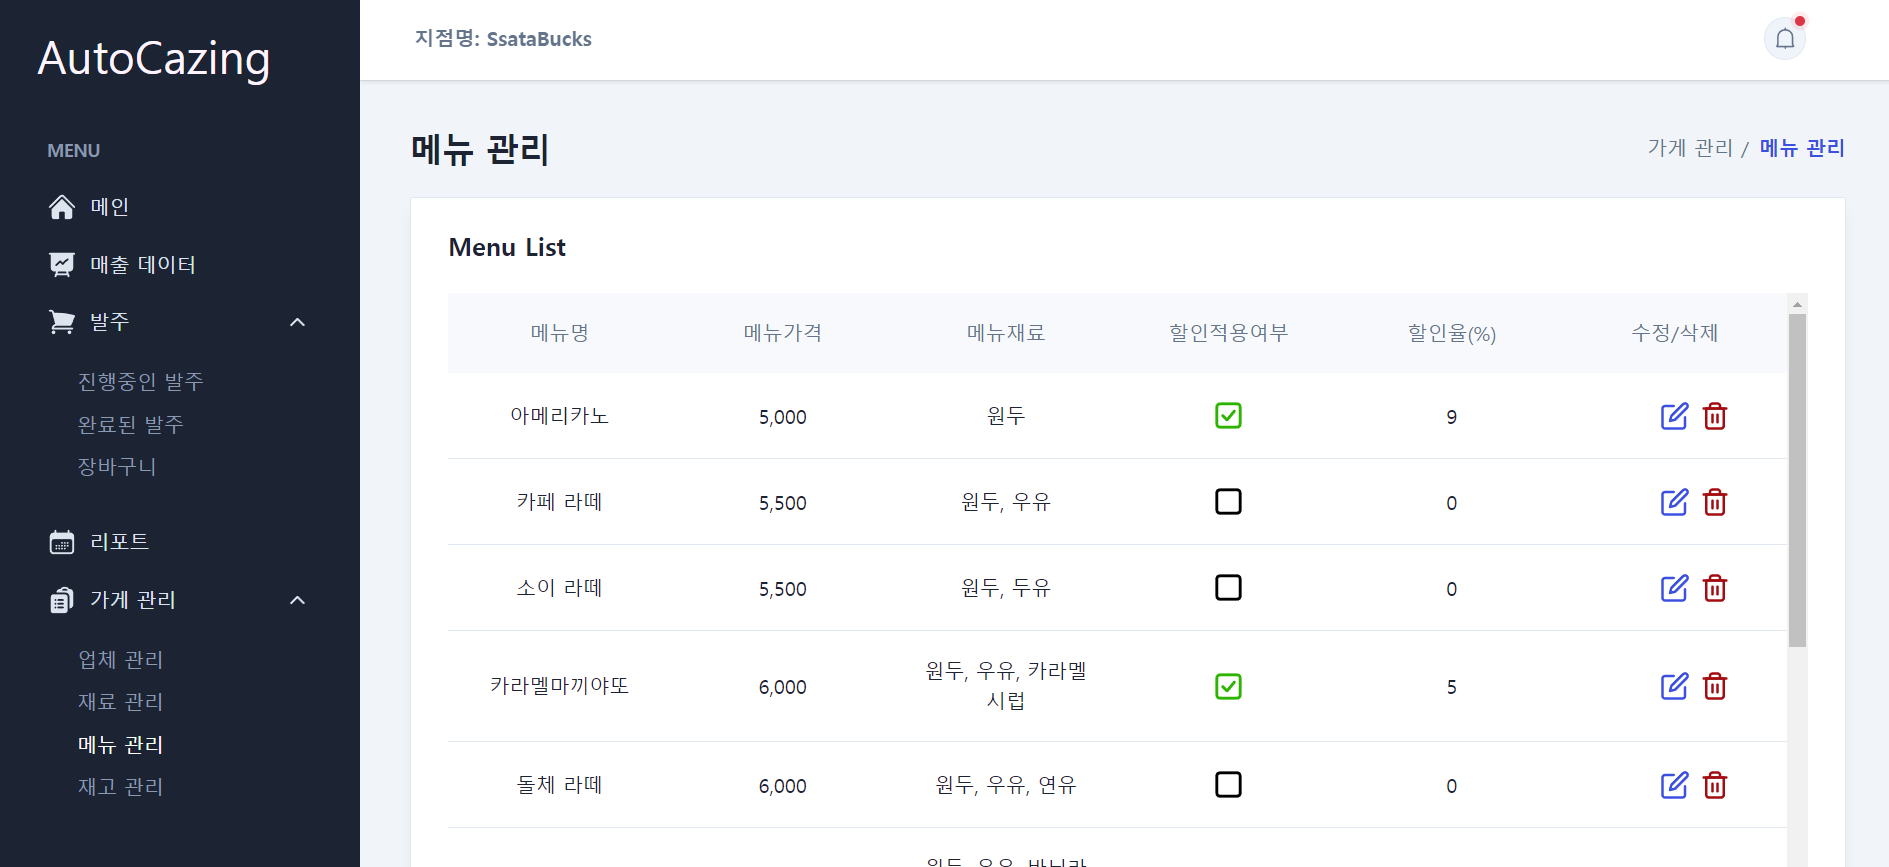 AutoCazing
MENU
메인
매출 데이터
발주
진행중인 발주
완료된 발주
장바구니
리포트
가게 관리
업체 관리
재료 관리
메뉴 관리
재고 관리
지점명: SsataBucks
메뉴 관리
가게 관리 / 메뉴 관리
Menu List
메뉴명 메뉴가격 메뉴재료 할인적용여부 할인율(%) 수정/삭제
아메리카노 5,000 원두 9
카페 라떼 5,500 원두, 우유 0
소이 라떼 5,500 원두, 두유 0
카라멜마끼야또 6,000 원두, 우유, 카라멜 시럽 5
돌체 라떼 6,000 원두, 우유, 연유 0
원두, 우유, 바닐라